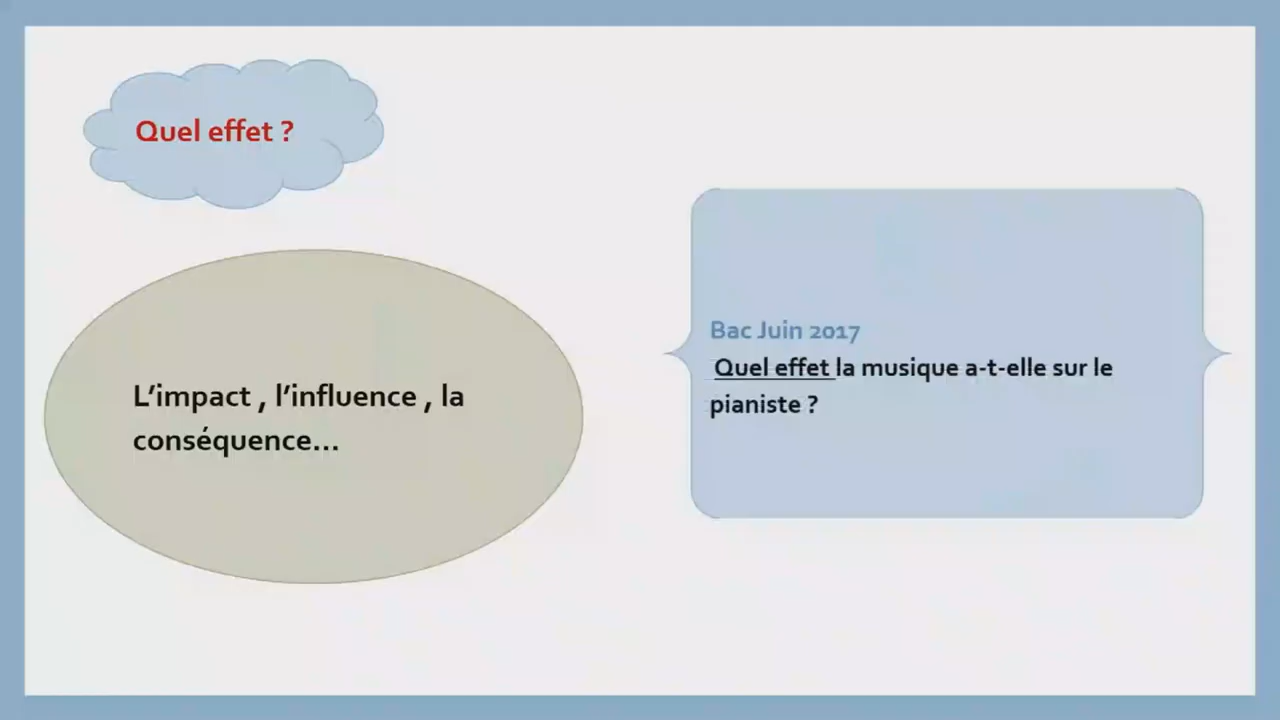 Quel effet ?
L’impact , l’influence , la
conséquence...
Bac Juin 2017
Quel effet la musique a-t-elle sur le
pianiste ?